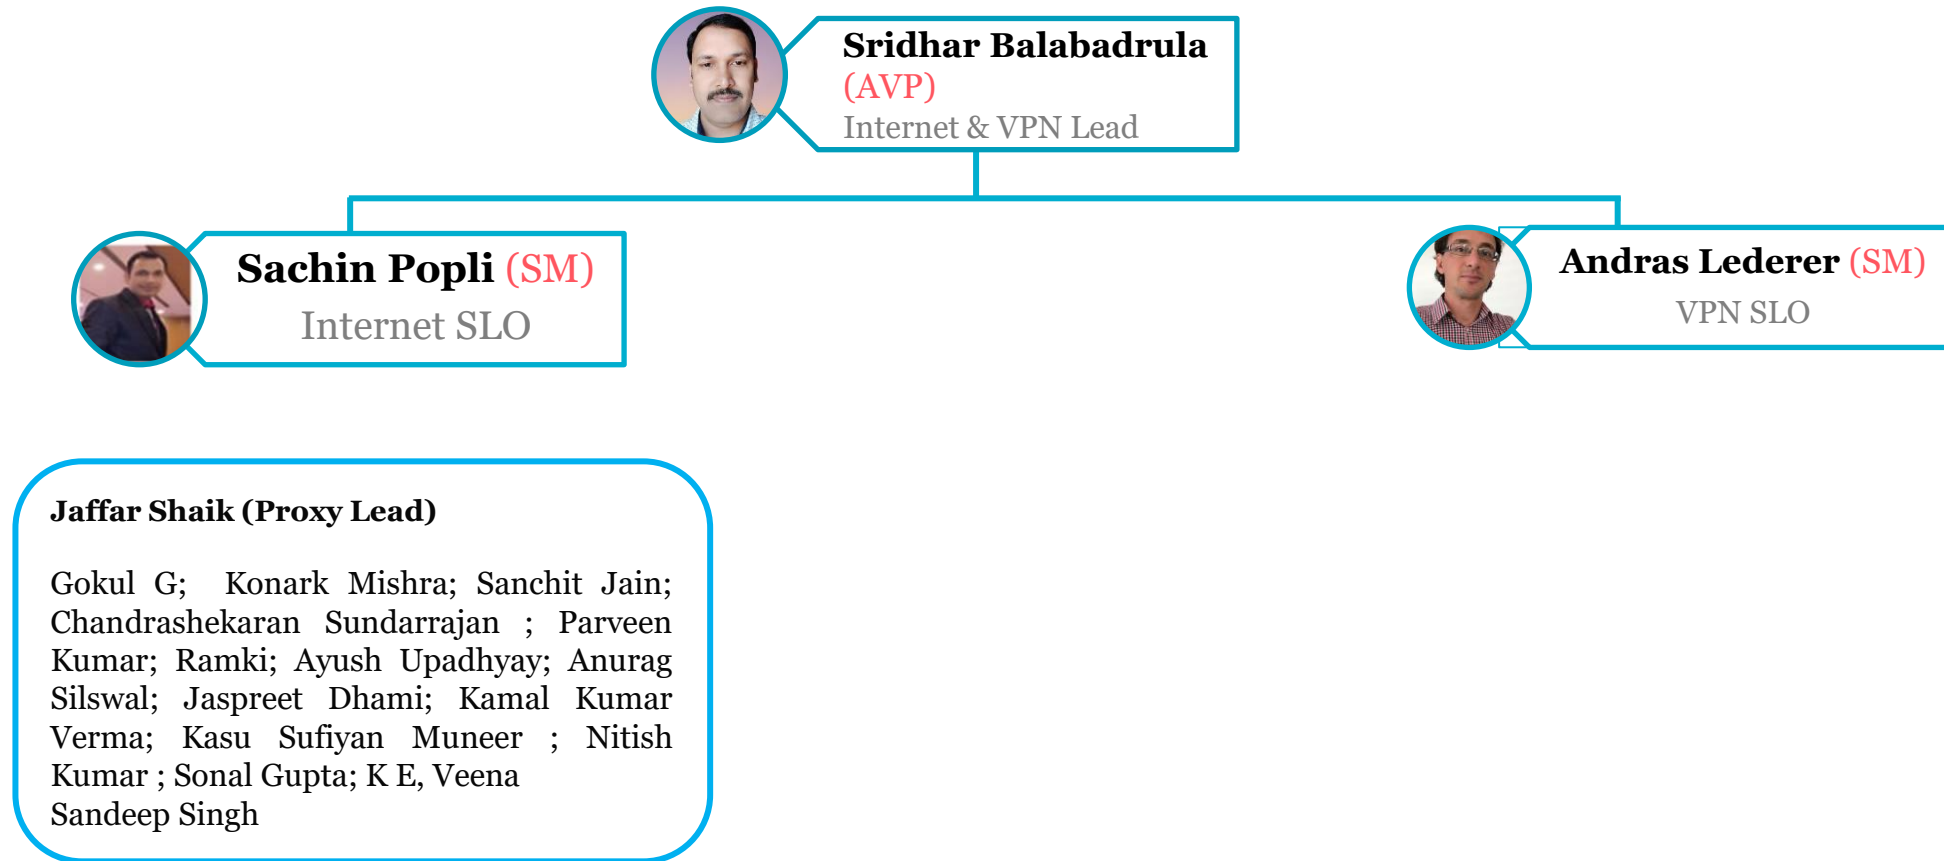 Sridhar Balabadrula
(AVP)
Internet & VPN Lead
Sachin Popli (SM)
Internet SLO
Andras Lederer (SM)
VPN SLO
Jaffar Shaik (Proxy Lead)
Gokul G; Konark Mishra; Sanchit Jain;
Chandrashekaran Sundarrajan ; Parveen
Kumar; Ramki; Ayush Upadhyay; Anurag
Silswal; Jaspreet Dhami; Kamal Kumar
Verma; Kasu Sufiyan Muneer ; Nitish
Kumar ; Sonal Gupta; K E, Veena
Sandeep Singh